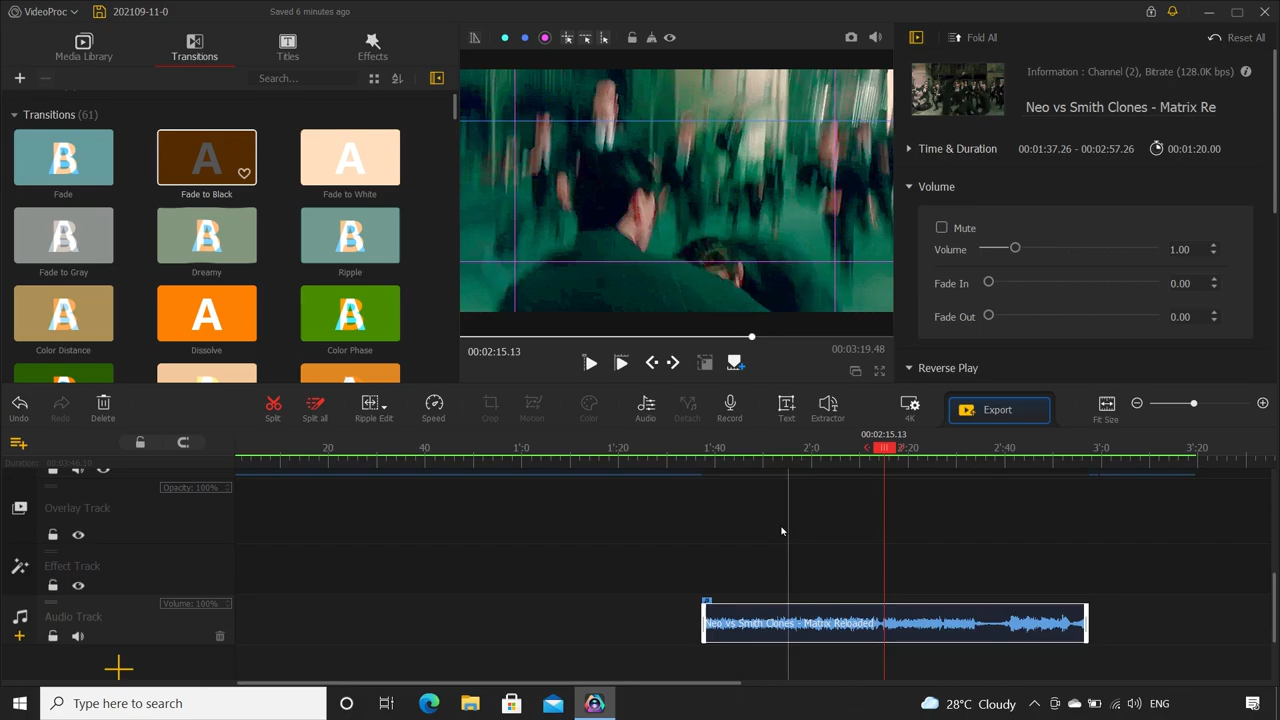 VideoProc
202109-11-0
Saved 6 minutes ago
Media Library
Transitions
Titles
Effects
Search...
Transitions (61)
Fade
Fade to Black
Fade to White
Fade to Gray
Dreamy
Ripple
Color Distance
Dissolve
Color Phase
00:02:15.13
00:03:19.48
Fold All
Reset All
Information : Channel (2), Bitrate (128.0K bps)
Neo vs Smith Clones - Matrix Re
Time & Duration
00:01:37.26 - 00:02:57.26
00:01:20.00
Volume
Mute
Volume
1.00
Fade In
0.00
Fade Out
0.00
Reverse Play
Undo
Redo
Delete
Split
Split all
Ripple Edit
Speed
Crop
Motion
Color
Audio
Detach
Record
Text
Extractor
4K
Export
Fit Size
00:02:15.13
20
40
1':0
1:20
1:40
2':0
2:20
2:40
3':0
3:20
Duration: 00:03:46.10
Opacity: 100%
Overlay Track
Effect Track
Volume: 100%
Audio Track
Neo vs Smith Clones - Matrix Reloaded
Type here to search
28°C Cloudy
ENG